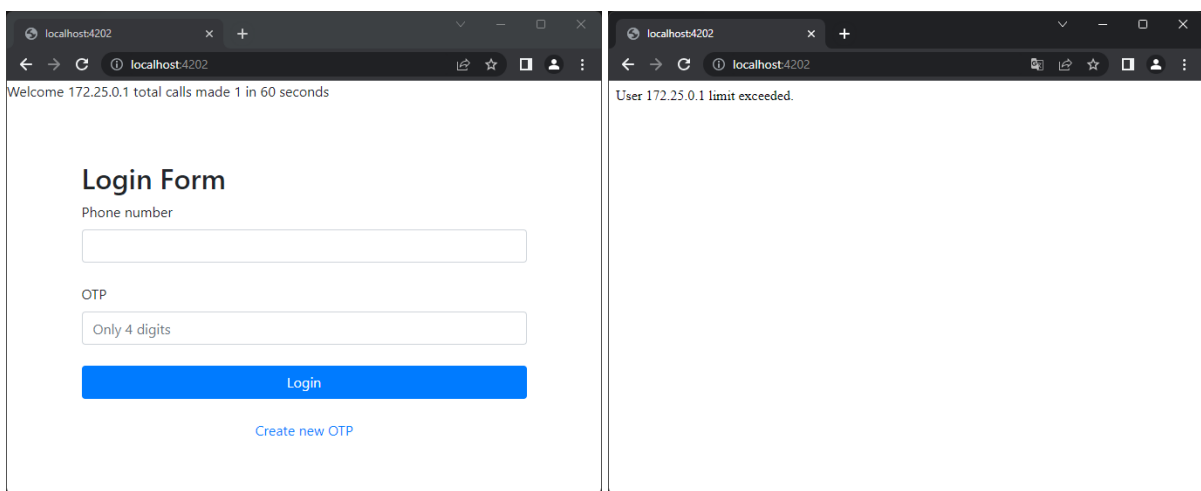 localhost:4202
localhost:4202
Welcome 172.25.0.1 total calls made 1 in 60 seconds
Login Form
Phone number
OTP
Only 4 digits
Login
Create new OTP
localhost:4202
localhost:4202
User 172.25.0.1 limit exceeded.